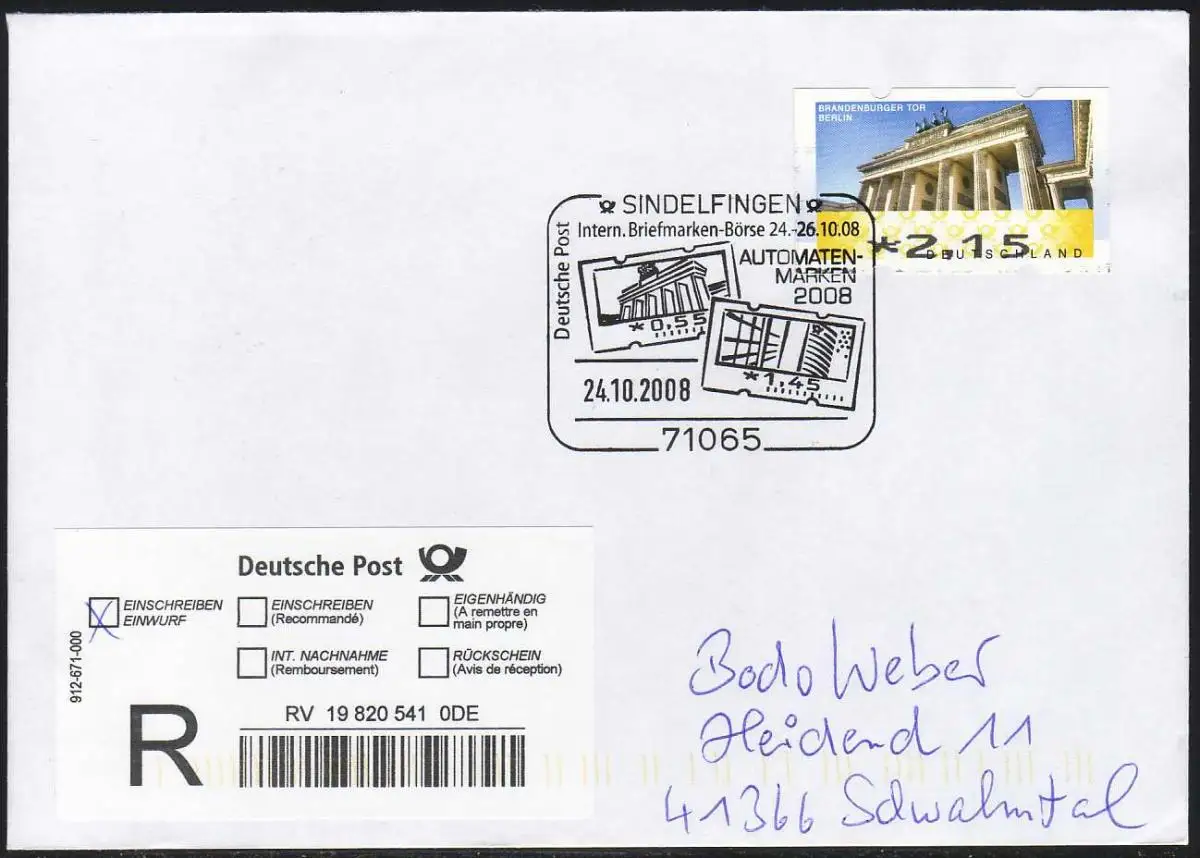 BRANDENBURGER TOR
BERLIN
*2,15
DEUTSCHLAND
SINDELFINGEN
Intern. Briefmarken-Börse 24.-26.10.08
Deutsche Post
AUTOMATEN-
MARKEN
2008
*0,55
*1,45
24.10.2008
71065
Deutsche Post
EINSCHREIBEN
EINWURF
EINSCHREIBEN
(Recommandé)
EIGENHÄNDIG
(A remettre en
main propre)
INT. NACHNAHME
(Remboursement)
RÜCKSCHEIN
(Avis de réception)
912-671-000
R
RV 19 820 541 0DE
Bodo Weber
Heidend 11
41366 Schwalmtal